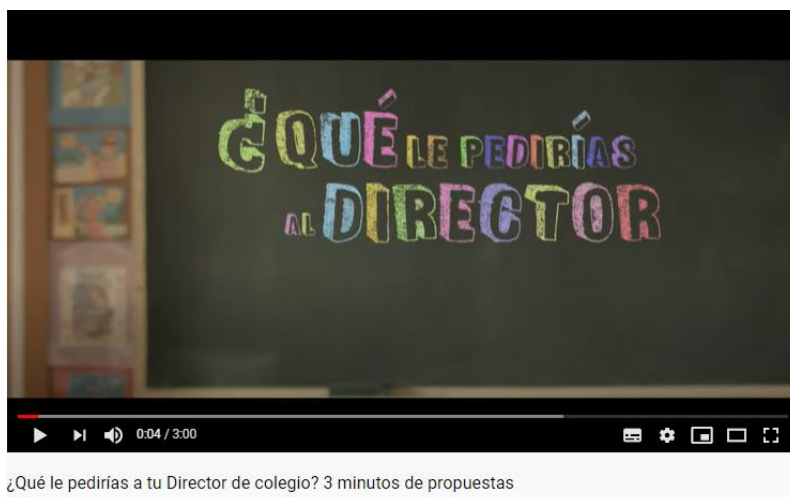 ¿QUÉ LE PEDIRÍAS
AL DIRECTOR
0:04 / 3:00
¿Qué le pedirías a tu Director de colegio? 3 minutos de propuestas